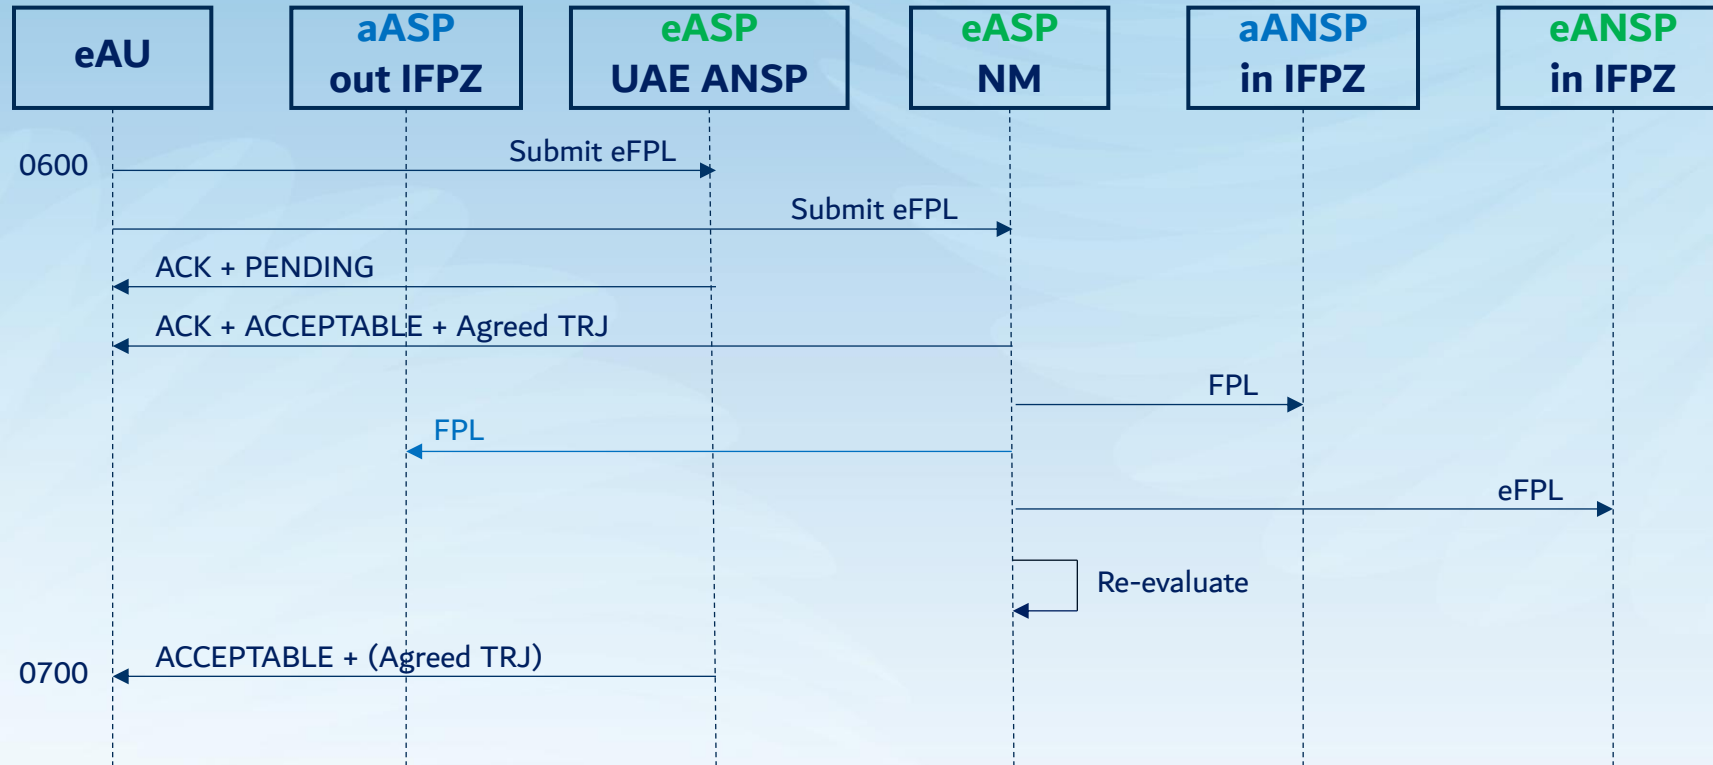 eAU
aASP
out IFPZ
eASP
UAE ANSP
eASP
NM
aANSP
in IFPZ
eANSP
in IFPZ
0600
Submit eFPL
Submit eFPL
ACK + PENDING
ACK + ACCEPTABLE + Agreed TRJ
FPL
FPL
eFPL
Re-evaluate
0700
ACCEPTABLE + (Agreed TRJ)